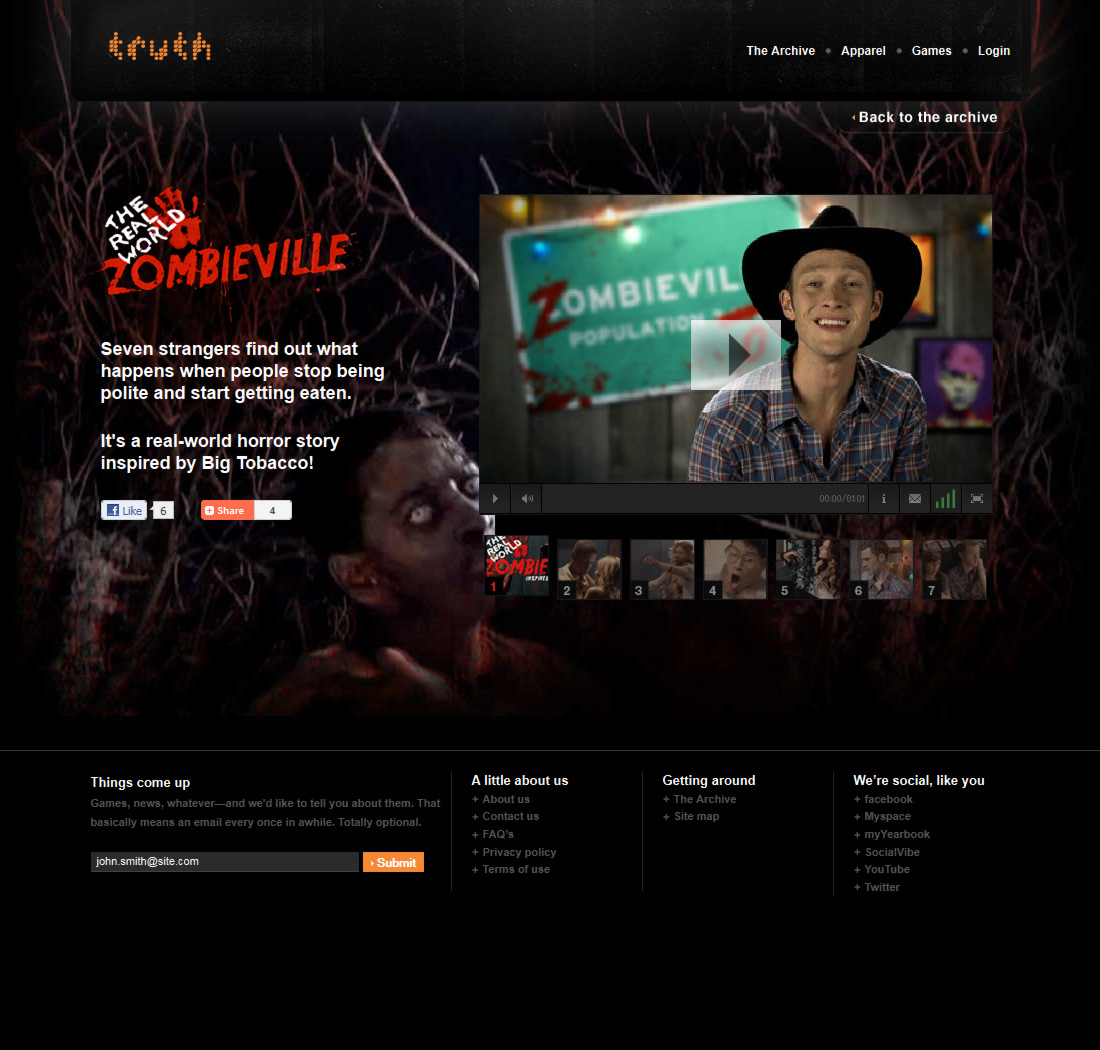 truth
The Archive • Apparel • Games • Login
Back to the archive
THE
REAL
WORLD
ZOMBIEVILLE
Seven strangers find out what
happens when people stop being
polite and start getting eaten.
It's a real-world horror story
inspired by Big Tobacco!
Like 6
Share 4
ZOMBIEVIL
POPULATION
00:00/01:01
THE
REAL
WORLD
ZOMBIE
INSPIRED
1 2 3 4 5 6 7
Things come up
Games, news, whatever—and we'd like to tell you about them. That
basically means an email every once in awhile. Totally optional.
john.smith@site.com
Submit
A little about us
+ About us
+ Contact us
+ FAQ's
+ Privacy policy
+ Terms of use
Getting around
+ The Archive
+ Site map
We're social, like you
+ facebook
+ Myspace
+ myYearbook
+ SocialVibe
+ YouTube
+ Twitter